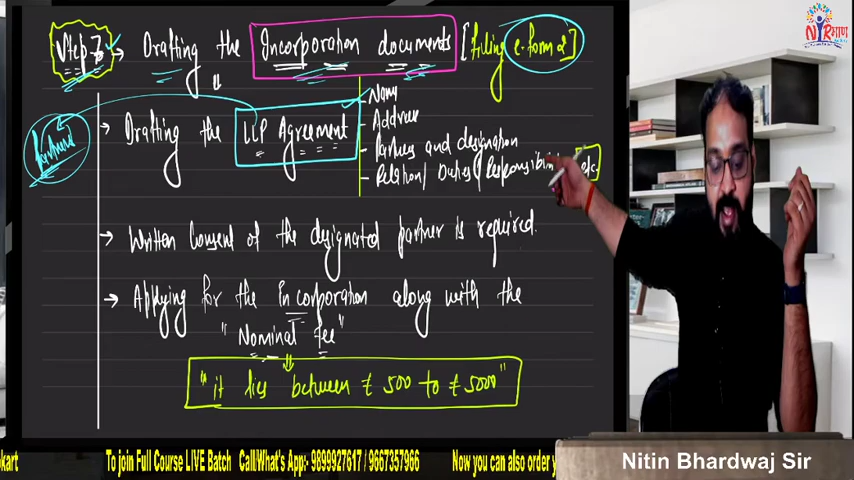 Step 3 → Drafting the Incorporation documents [Filing e-form 2]
→ Drafting the LLP Agreement
- Name
- Address
- Partners and designation
- Relation/ Duties/ Responsibilities etc.
→ Written Consent of the designated partner is required.
→ Applying for the Incorporation along with the
"Nominal fee"
"it lies between ₹ 500 to ₹ 5000"
okart To join Full Course LIVE Batch Call/What's App:- 9899927617 / 9667357966 Now you can also order y
Nitin Bhardwaj Sir